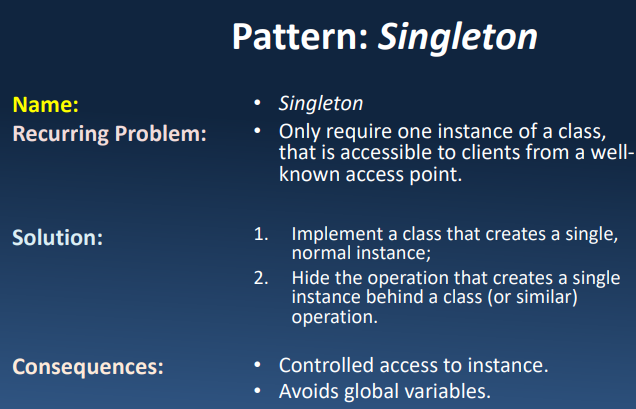 Pattern: Singleton
Name:
• Singleton
Recurring Problem:
• Only require one instance of a class,
that is accessible to clients from a well-
known access point.
Solution:
1. Implement a class that creates a single,
normal instance;
2. Hide the operation that creates a single
instance behind a class (or similar)
operation.
Consequences:
• Controlled access to instance.
• Avoids global variables.